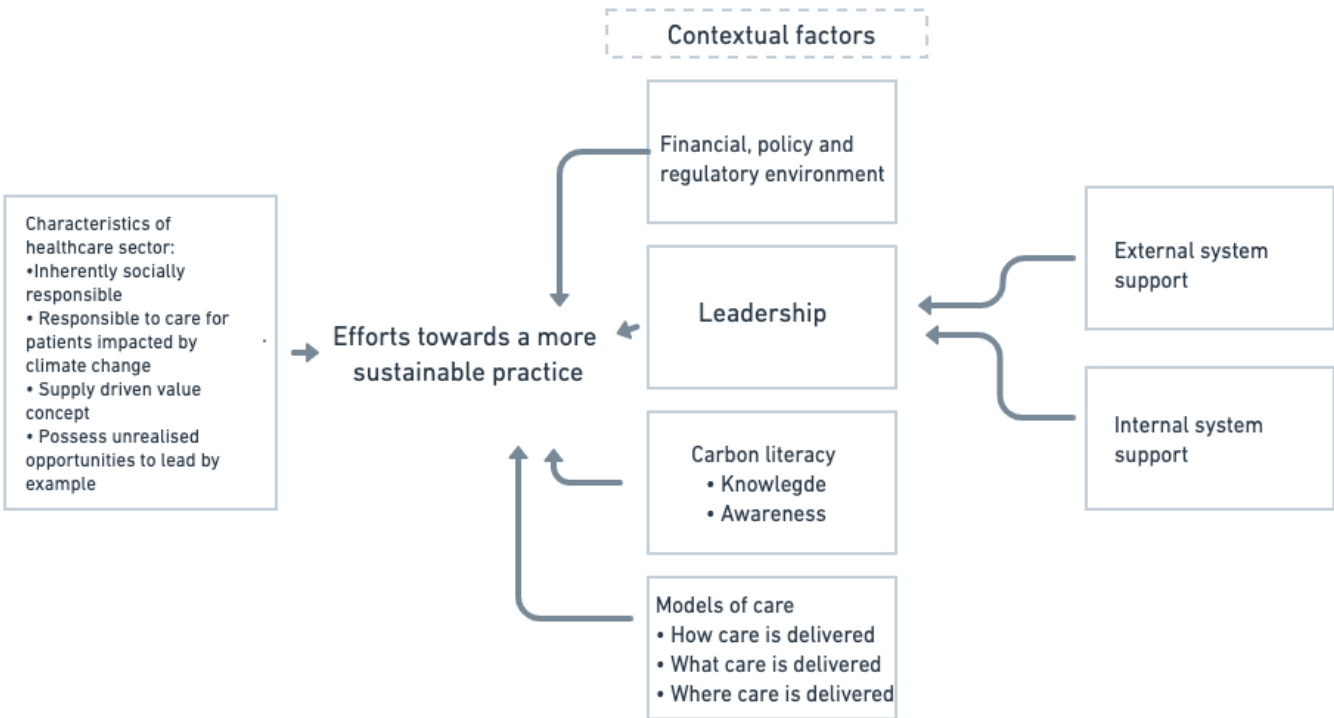 Contextual factors
Financial, policy and
regulatory environment
Characteristics of
healthcare sector:
•Inherently socially
responsible
• Responsible to care for
patients impacted by
climate change
• Supply driven value
concept
• Possess unrealised
opportunities to lead by
example
Efforts towards a more
sustainable practice
Leadership
External system
support
Internal system
support
Carbon literacy
• Knowlegde
• Awareness
Models of care
• How care is delivered
• What care is delivered
• Where care is delivered